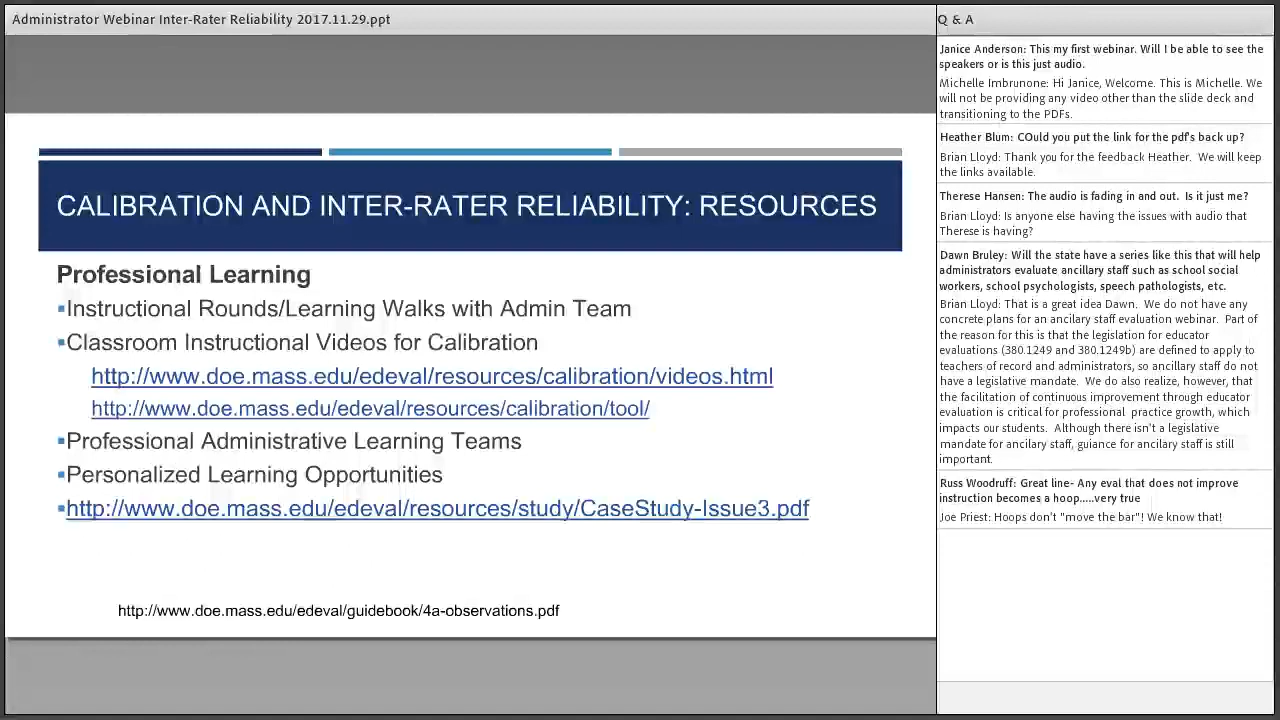 Administrator Webinar Inter-Rater Reliability 2017.11.29.ppt
CALIBRATION AND INTER-RATER RELIABILITY: RESOURCES
Professional Learning
▪Instructional Rounds/Learning Walks with Admin Team
▪Classroom Instructional Videos for Calibration
http://www.doe.mass.edu/edeval/resources/calibration/videos.html
http://www.doe.mass.edu/edeval/resources/calibration/tool/
▪Professional Administrative Learning Teams
▪Personalized Learning Opportunities
▪http://www.doe.mass.edu/edeval/resources/study/CaseStudy-Issue3.pdf
http://www.doe.mass.edu/edeval/guidebook/4a-observations.pdf
Q & A
Janice Anderson: This my first webinar. Will I be able to see the
speakers or is this just audio.
Michelle Imbrunone: Hi Janice, Welcome. This is Michelle. We
will not be providing any video other than the slide deck and
transitioning to the PDFs.
Heather Blum: COuld you put the link for the pdf's back up?
Brian Lloyd: Thank you for the feedback Heather. We will keep
the links available.
Therese Hansen: The audio is fading in and out. Is it just me?
Brian Lloyd: Is anyone else having the issues with audio that
Therese is having?
Dawn Bruley: Will the state have a series like this that will help
administrators evaluate ancillary staff such as school social
workers, school psychologists, speech pathologists, etc.
Brian Lloyd: That is a great idea Dawn. We do not have any
concrete plans for an ancilary staff evaluation webinar. Part of
the reason for this is that the legislation for educator
evaluations (380.1249 and 380.1249b) are defined to apply to
teachers of record and administrators, so ancillary staff do not
have a legislative mandate. We do also realize, however, that
the facilitation of continuous improvement through educator
evaluation is critical for professional practice growth, which
impacts our students. Although there isn't a legislative
mandate for ancilary staff, guiance for ancilary staff is still
important.
Russ Woodruff: Great line- Any eval that does not improve
instruction becomes a hoop.....very true
Joe Priest: Hoops don't "move the bar"! We know that!